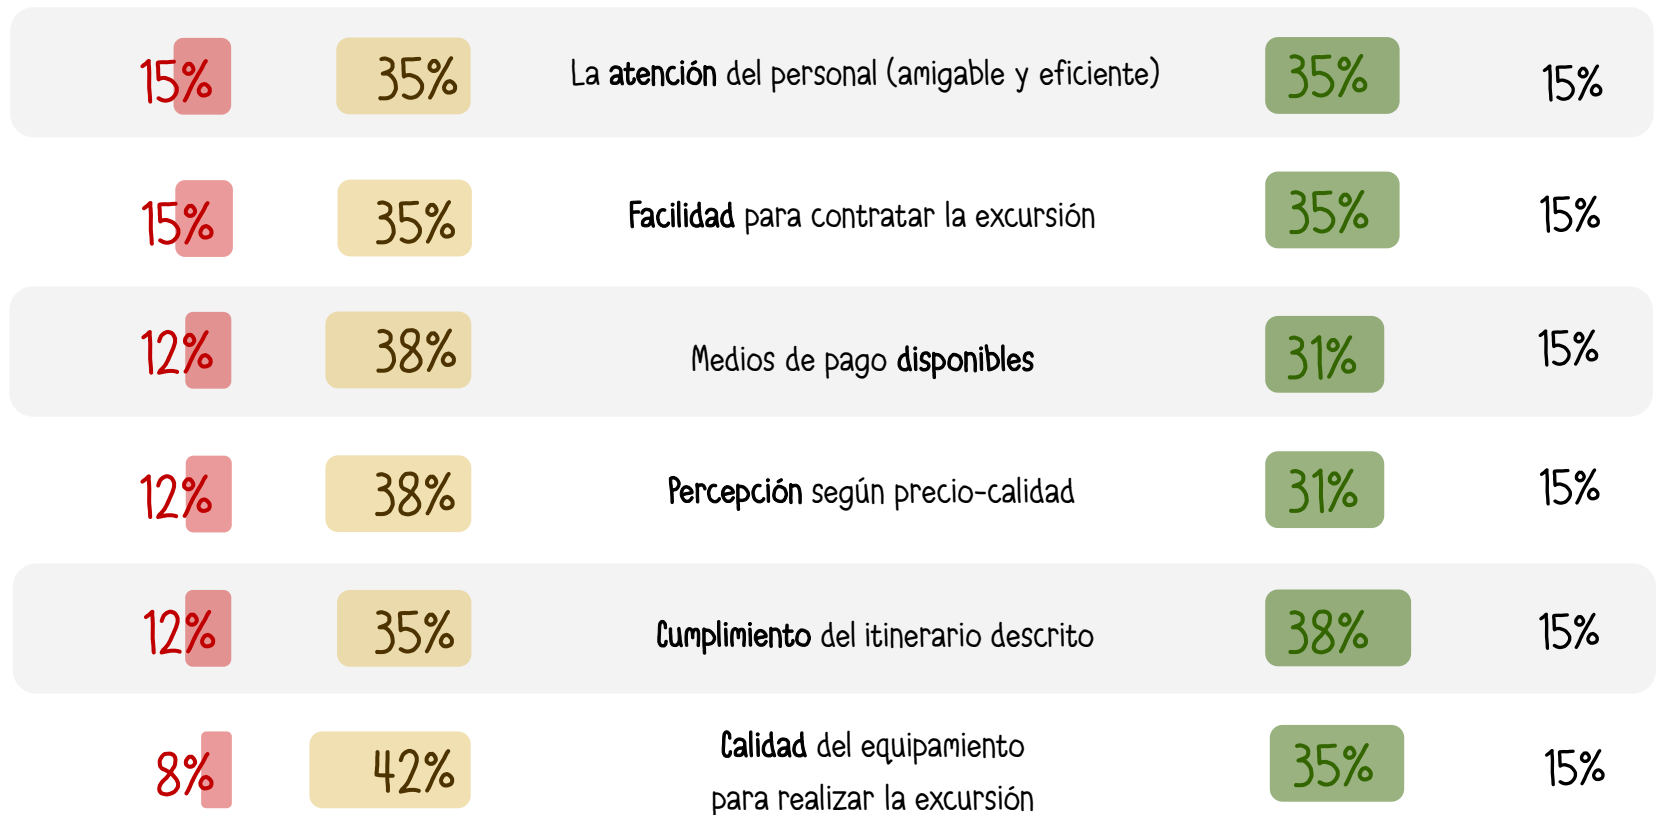 15% 35% La atención del personal (amigable y eficiente) 35% 15%
15% 35% Facilidad para contratar la excursión 35% 15%
12% 38% Medios de pago disponibles 31% 15%
12% 38% Percepción según precio-calidad 31% 15%
12% 35% Cumplimiento del itinerario descrito 38% 15%
8% 42% Calidad del equipamiento 35% 15%
para realizar la excursión